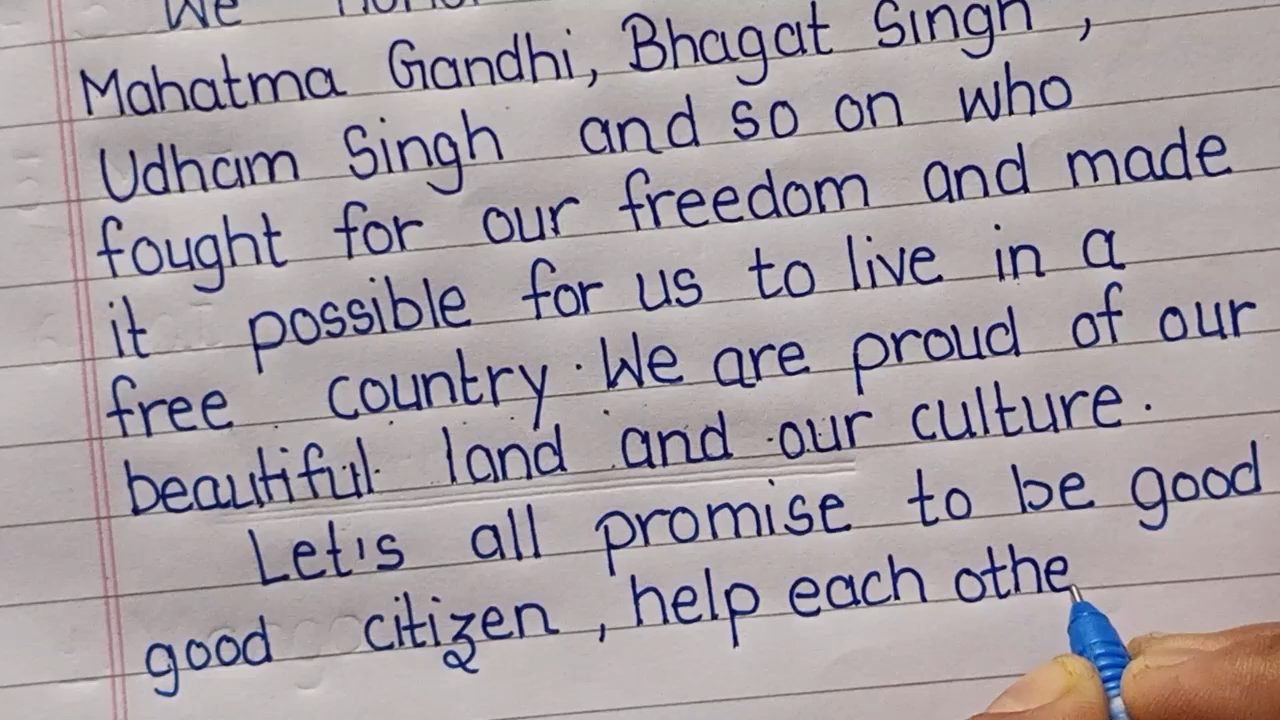 We
Mahatma Gandhi, Bhagat Singh,
Udham Singh and so on who
fought for our freedom and made
it possible for us to live in a
free country. We are proud of our
beautiful land and our culture.
Let's all promise to be good
good citizen, help each othe